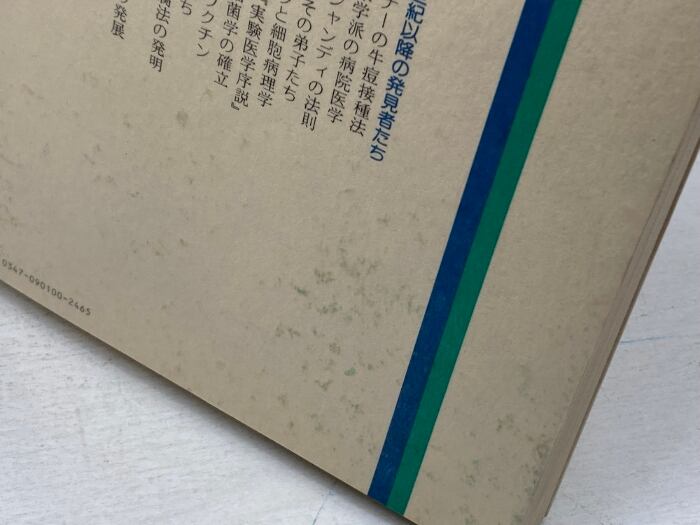 紀以降の発見者たち
ナーの牛痘接種法
学派の病院医学
ャンディの法則
その弟子たち
と細胞病理学
実験医学序説』
菌学の確立
ワクチン
ち
法の発明
発展
0347-090100-2465